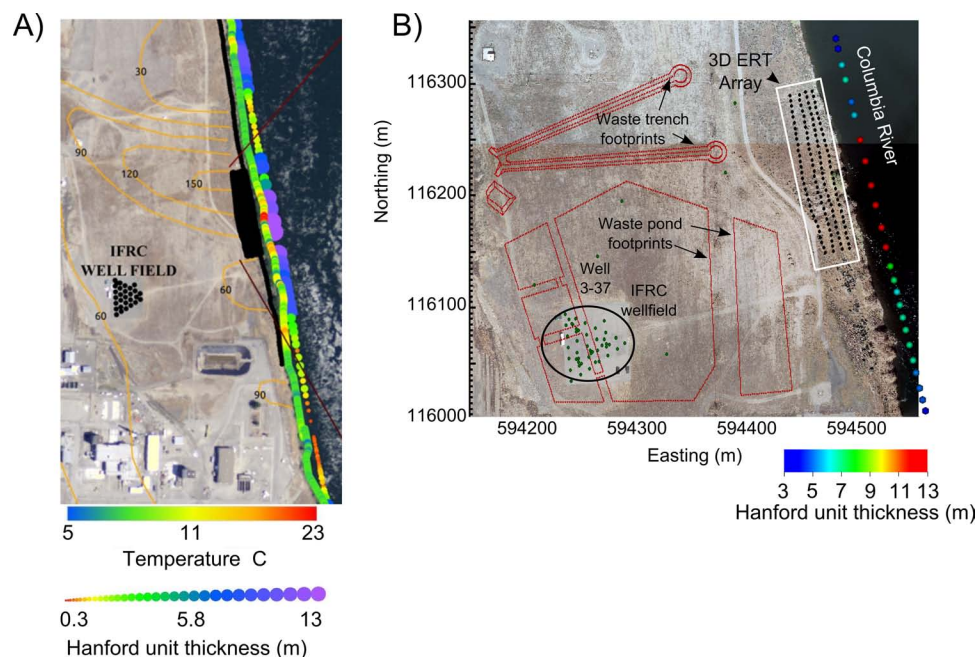 A)
30
90
120
150
IFRC
WELL FIELD
60
60
90
5
11
23
Temperature C
0.3
5.8
13
Hanford unit thickness (m)
B)
116300
116200
116100
116000
Northing (m)
3D ERT
Array
Columbia River
Waste trench
footprints
Waste pond
footprints
Well
3-37
IFRC
wellfield
594200
594300
594400
594500
Easting (m)
3
5
7
9
11
13
Hanford unit thickness (m)